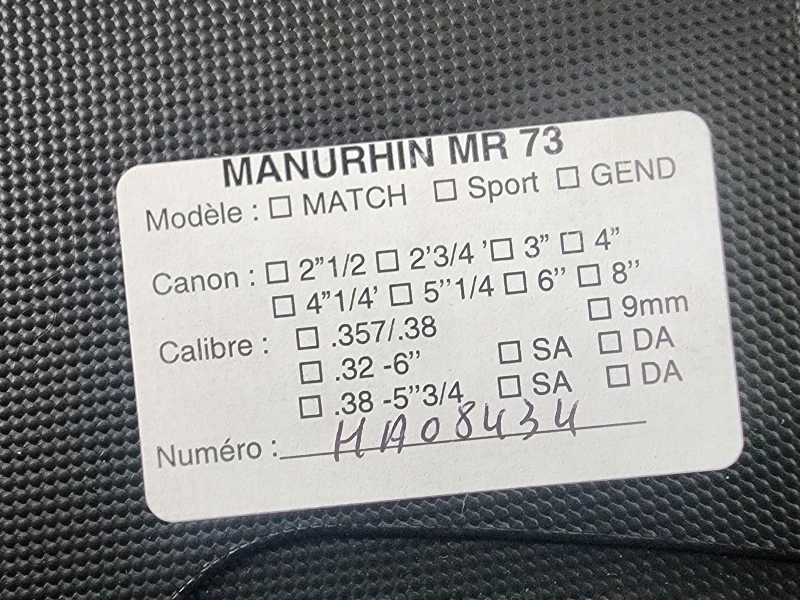 MANURHIN MR 73
Modèle : ☐ MATCH ☐ Sport ☐ GEND
Canon : ☐ 2”1/2 ☐ 2’3/4 ’☐ 3” ☐ 4”
☐ 4”1/4’ ☐ 5”1/4 ☐ 6” ☐ 8”
Calibre : ☐ .357/.38 ☐ 9mm
☐ .32 -6” ☐ SA ☐ DA
☐ .38 -5”3/4 ☐ SA ☐ DA
Numéro : HA08434